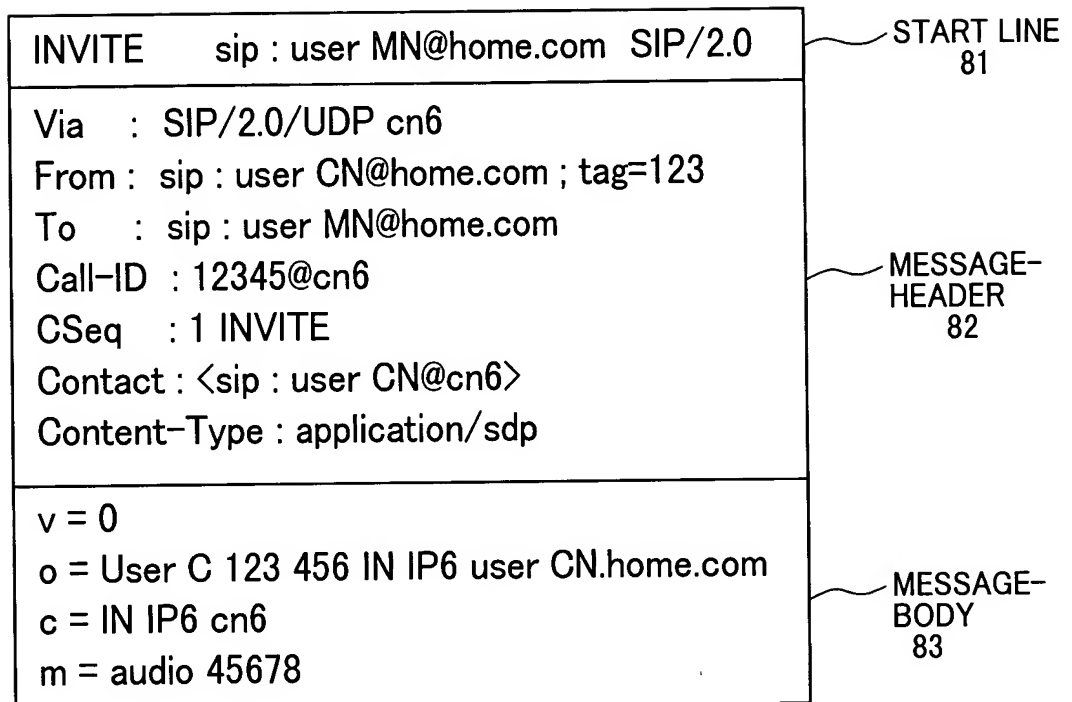 INVITE sip : user MN@home.com SIP/2.0
START LINE
81
Via : SIP/2.0/UDP cn6
From : sip : user CN@home.com ; tag=123
To : sip : user MN@home.com
Call-ID : 12345@cn6
CSeq : 1 INVITE
Contact : <sip : user CN@cn6>
Content-Type : application/sdp
MESSAGE-
HEADER
82
v = 0
o = User C 123 456 IN IP6 user CN.home.com
c = IN IP6 cn6
m = audio 45678
MESSAGE-
BODY
83